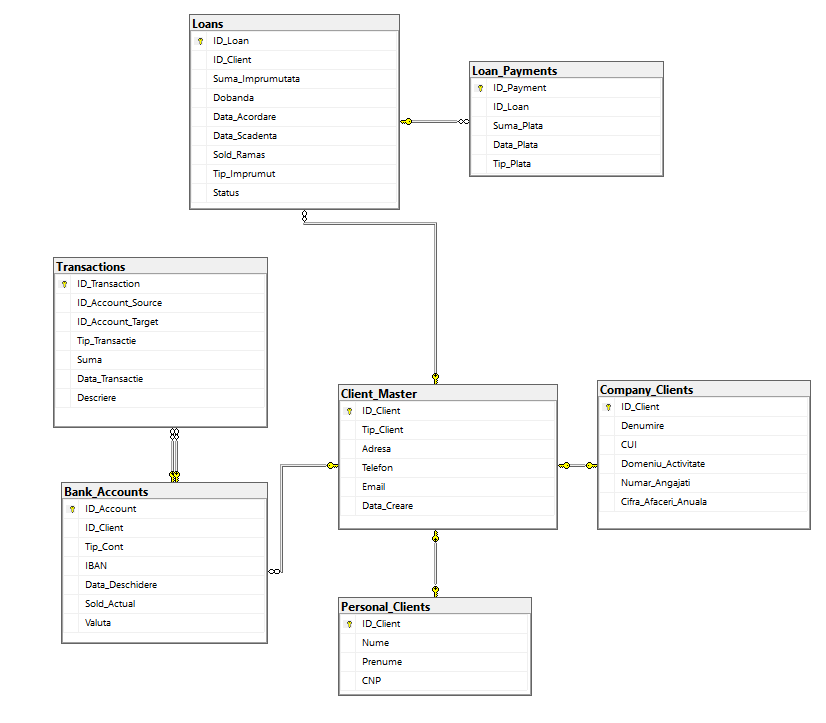 Loans
ID_Loan
ID_Client
Suma_Imprumutata
Dobanda
Data_Acordare
Data_Scadenta
Sold_Ramas
Tip_Imprumut
Status
Loan_Payments
ID_Payment
ID_Loan
Suma_Plata
Data_Plata
Tip_Plata
Transactions
ID_Transaction
ID_Account_Source
ID_Account_Target
Tip_Transactie
Suma
Data_Transactie
Descriere
Client_Master
ID_Client
Tip_Client
Adresa
Telefon
Email
Data_Creare
Company_Clients
ID_Client
Denumire
CUI
Domeniu_Activitate
Numar_Angajati
Cifra_Afaceri_Anuala
Bank_Accounts
ID_Account
ID_Client
Tip_Cont
IBAN
Data_Deschidere
Sold_Actual
Valuta
Personal_Clients
ID_Client
Nume
Prenume
CNP